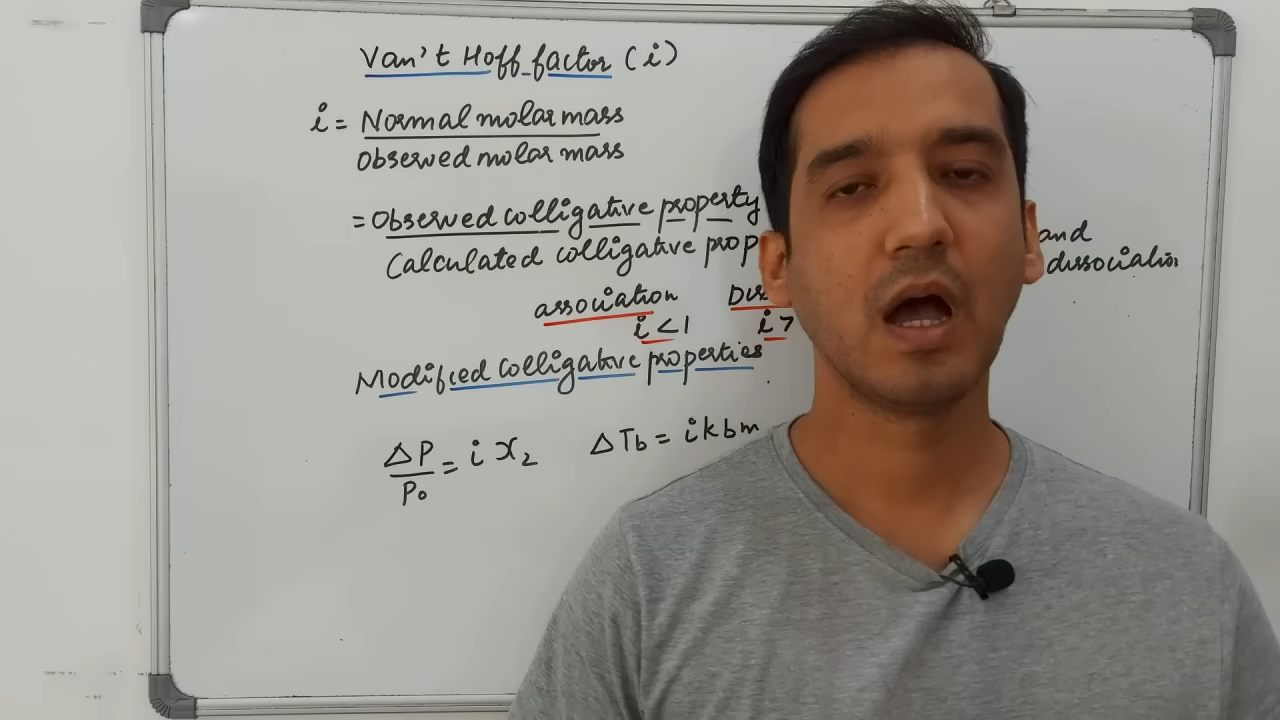 Van't Hoff factor (i)
i = Normal molar mass
Observed molar mass
= Observed colligative property
Calculated colligative prop
and
dissociation
association
i < 1
i >
Modified colligative properties
ΔP/P₀ = i x₂
ΔTb = i kbm